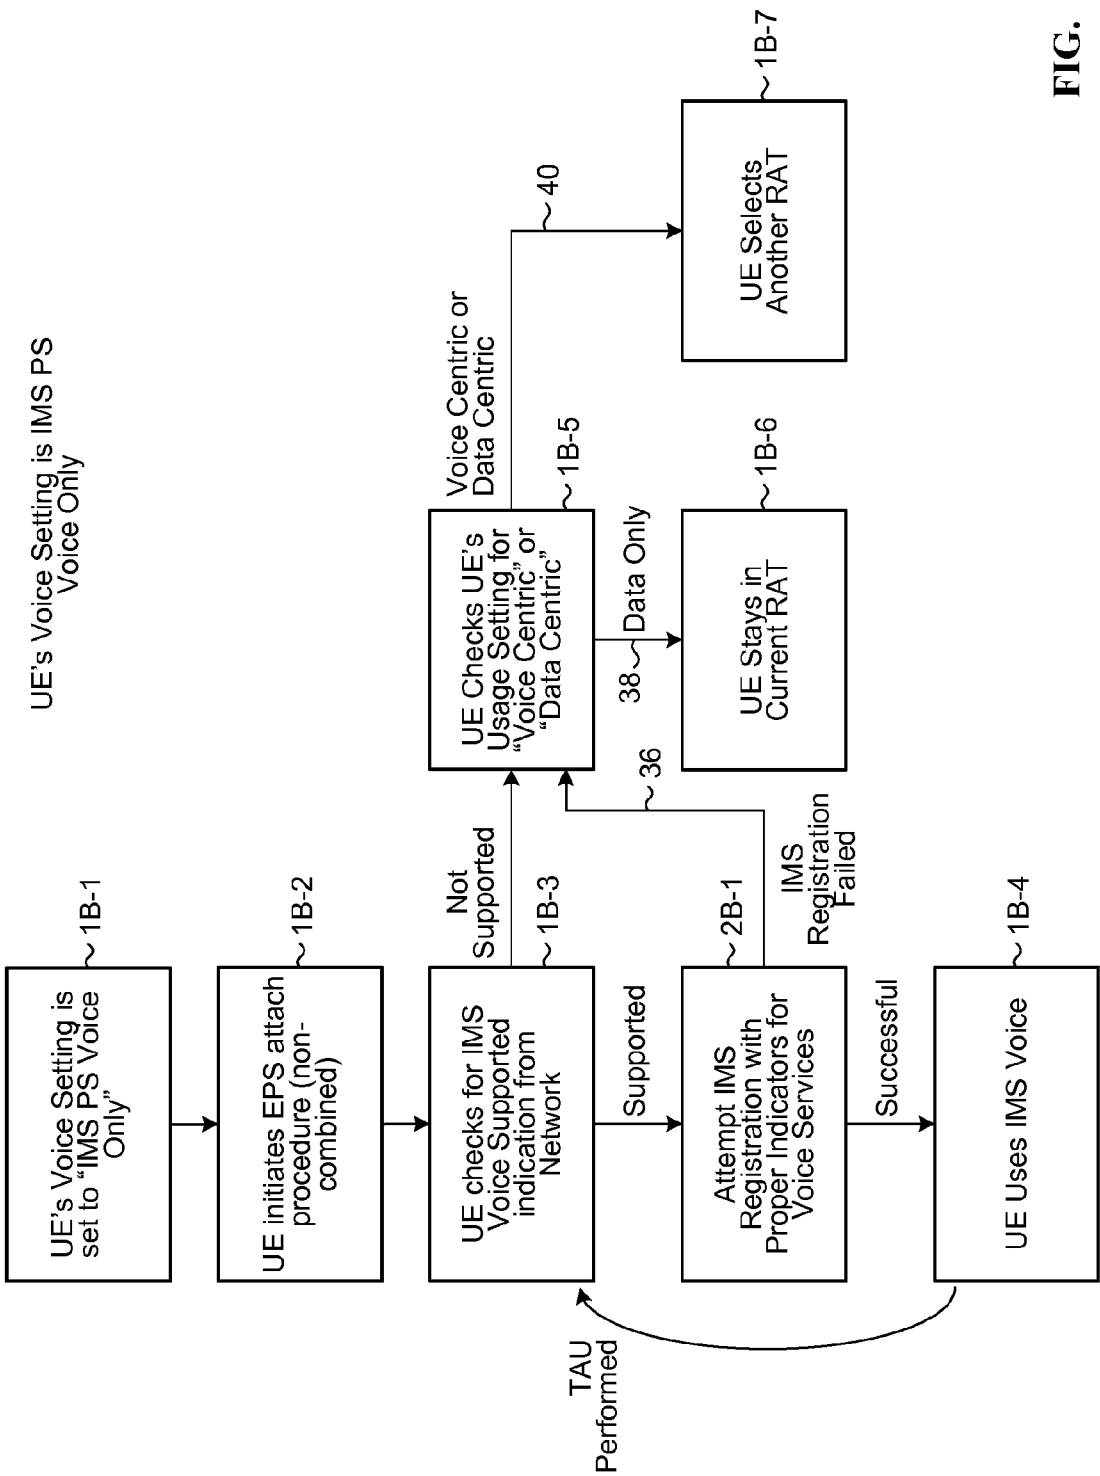 UE's Voice Setting is IMS PS
Voice Only
UE's Voice Setting is
set to “IMS PS Voice
Only”
1B-1
UE initiates EPS attach
procedure (non-
combined)
1B-2
UE checks for IMS
Voice Supported
indication from
Network
1B-3
Not
Supported
UE Checks UE's
Usage Setting for
“Voice Centric” or
“Data Centric”
1B-5
Voice Centric or
Data Centric
40
Supported
36
38
Data Only
TAU
Performed
Attempt IMS
Registration with
Proper Indicators for
Voice Services
2B-1
IMS
Registration
Failed
UE Stays in
Current RAT
1B-6
UE Selects
Another RAT
1B-7
Successful
UE Uses IMS Voice
1B-4
FIG.